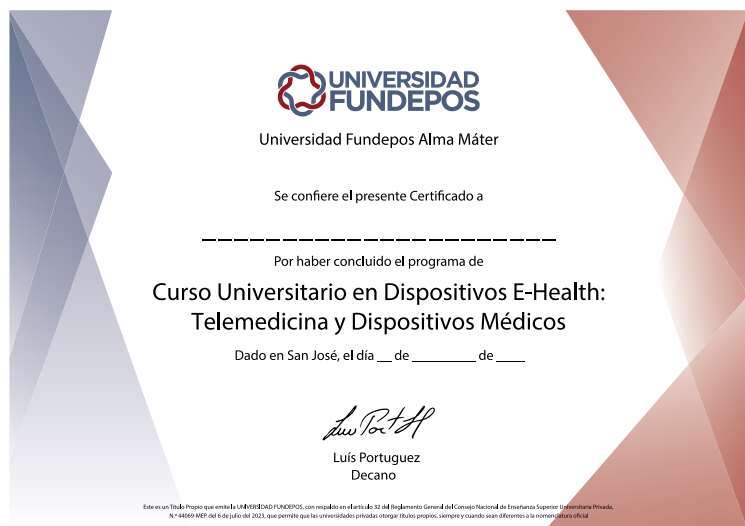 UNIVERSIDAD
FUNDEPOS
Universidad Fundepos Alma Máter
Se confiere el presente Certificado a
Por haber concluido el programa de
Curso Universitario en Dispositivos E-Health:
Telemedicina y Dispositivos Médicos
Dado en San José, el día __ de ________ de ____
Luís Portuguez
Decano
Este es un Título Propio que emite la UNIVERSIDAD FUNDEPOS, con respaldo en el artículo 32 del Reglamento General del Consejo Nacional de Enseñanza Superior Universitaria Privada,
N.º 44069-MEP del 6 de julio del 2023, que permite que las universidades privadas otorgar títulos propios, siempre y cuando sean diferentes a la nomenclatura oficial